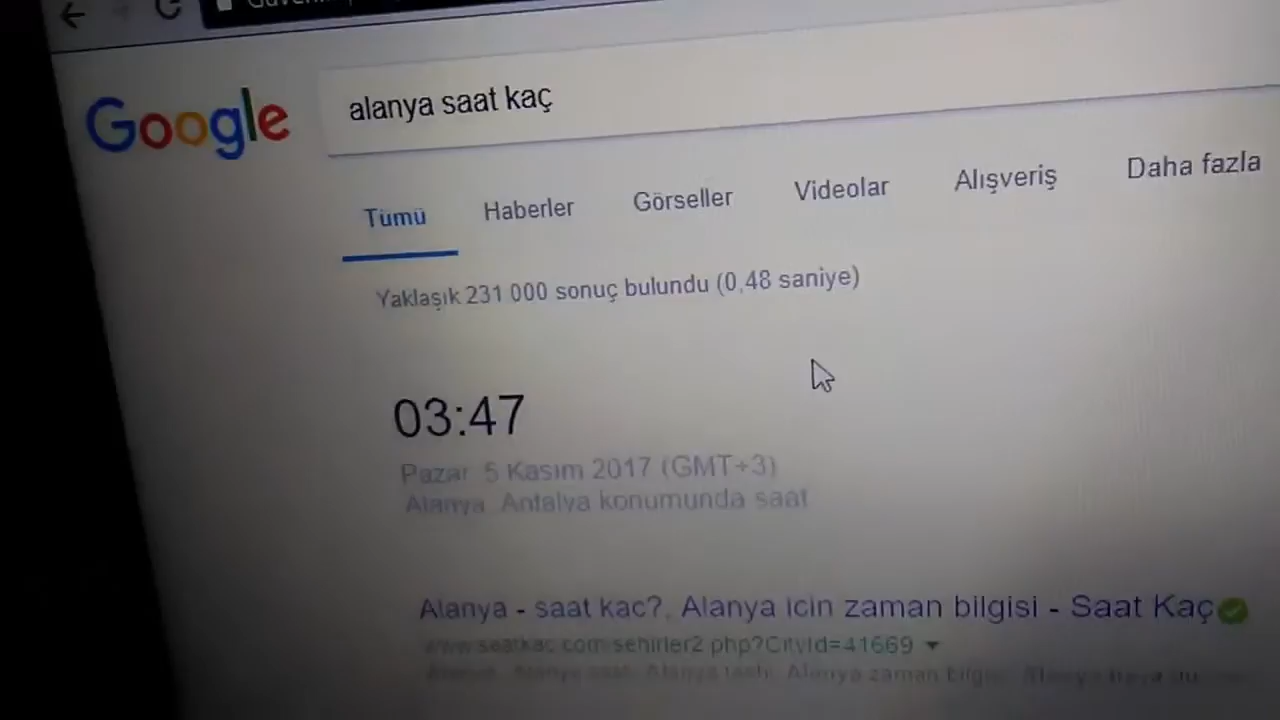 Google
alanya saat kaç
Tümü Haberler Görseller Videolar Alışveriş Daha fazla
Yaklaşık 231 000 sonuç bulundu (0,48 saniye)
03:47
Pazar, 5 Kasım 2017 (GMT+3)
Alanya, Antalya konumunda saat
Alanya - saat kac?, Alanya icin zaman bilgisi - Saat Kaç
www.saatkac.com/sehirler2.php?CityId=41669
Alanya zaman